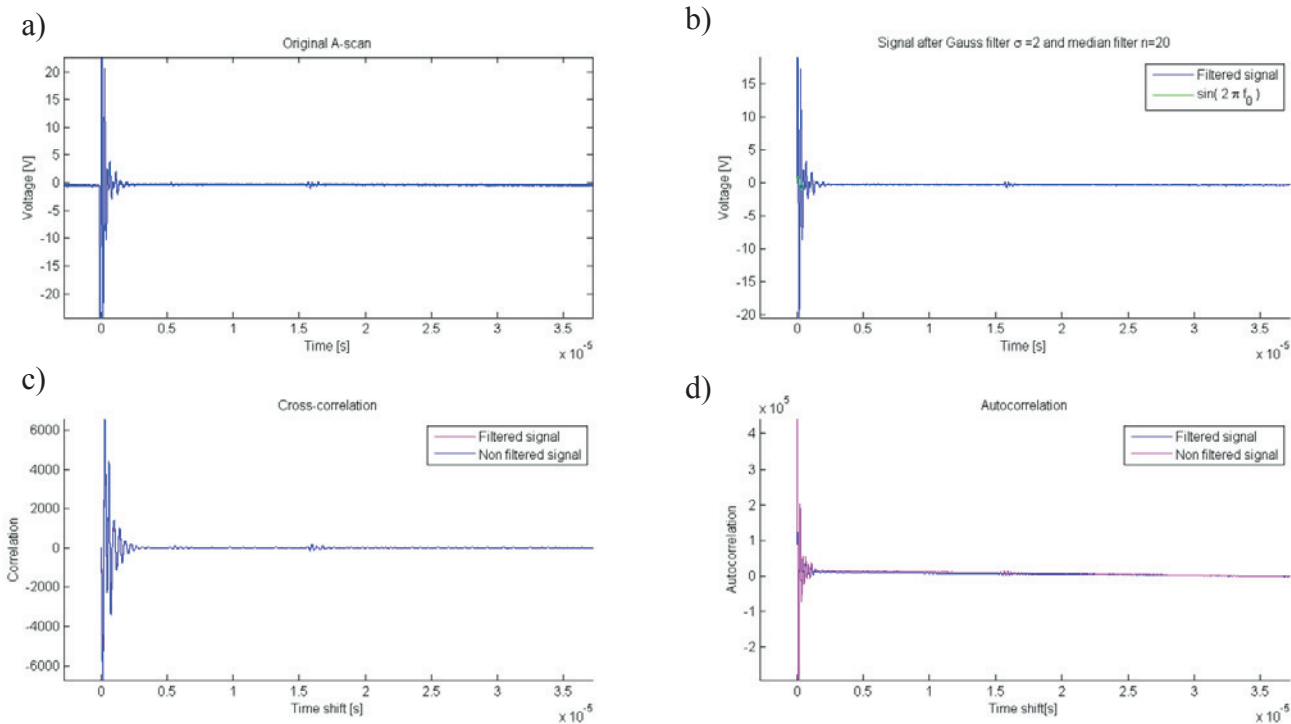 a)
Original A-scan
20
15
10
5
0
-5
-10
-15
-20
Voltage [V]
0
0.5
1
1.5
2
2.5
3
3.5
Time [s]
x 10^-5
b)
Signal after Gauss filter σ =2 and median filter n=20
Filtered signal
sin( 2 π f_0 )
15
10
5
0
-5
-10
-15
-20
Voltage [V]
0
0.5
1
1.5
2
2.5
3
3.5
Time [s]
x 10^-5
c)
Cross-correlation
Filtered signal
Non filtered signal
6000
4000
2000
0
-2000
-4000
-6000
Correlation
0
0.5
1
1.5
2
2.5
3
3.5
Time shift[s]
x 10^-5
d)
x 10^5
Autocorrelation
Filtered signal
Non filtered signal
4
3
2
1
0
-1
-2
Autocorrelation
0
0.5
1
1.5
2
2.5
3
3.5
Time shift[s]
x 10^-5